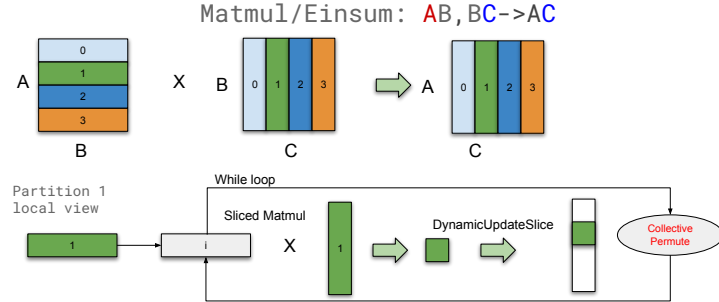 Matmul/Einsum: AB,BC->AC
A
0
1
2
3
B
X
B
0 1 2 3
C
A
0 1 2 3
C
Partition 1
local view
While loop
1
i
Sliced Matmul
X
1
DynamicUpdateSlice
Collective
Permute